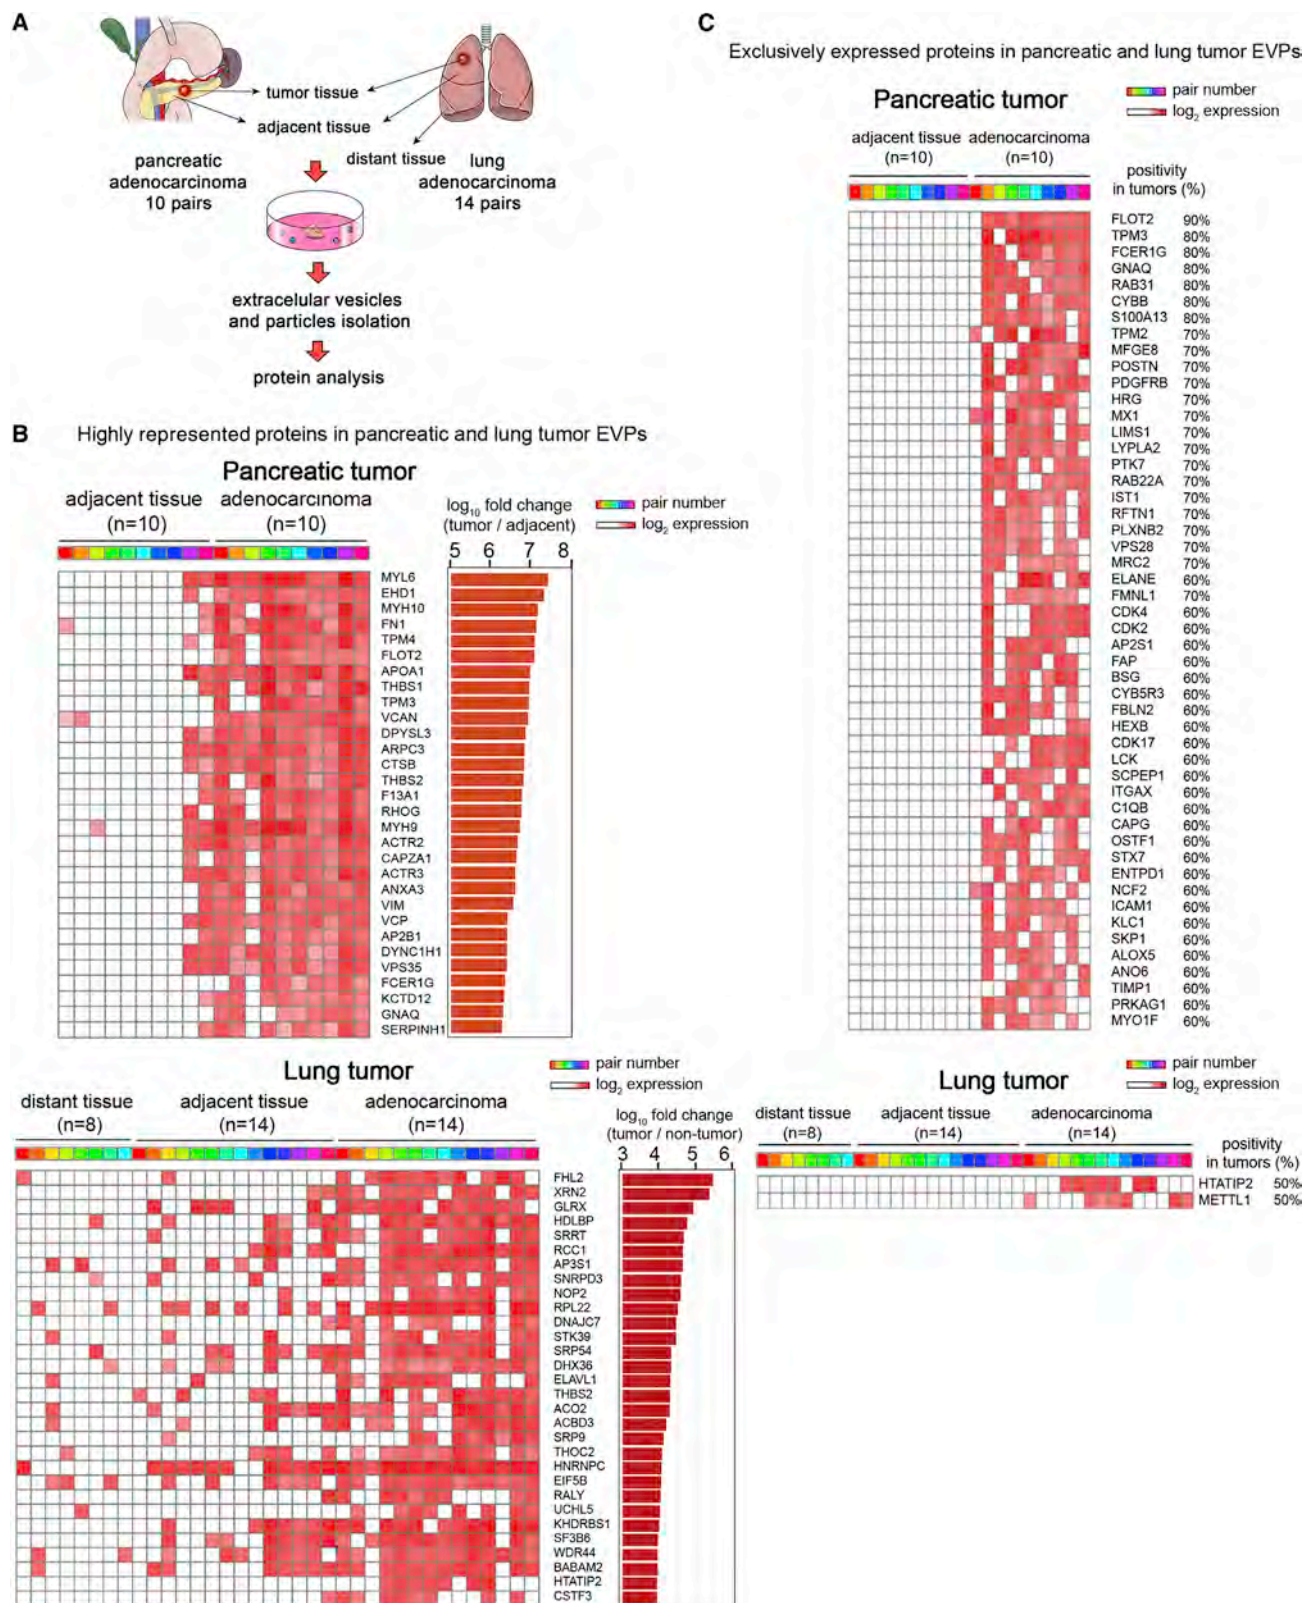 A
tumor tissue
adjacent tissue
distant tissue
pancreatic
adenocarcinoma
10 pairs
lung
adenocarcinoma
14 pairs
extracelular vesicles
and particles isolation
protein analysis
B
Highly represented proteins in pancreatic and lung tumor EVPs
Pancreatic tumor
adjacent tissue
(n=10)
adenocarcinoma
(n=10)
log10 fold change
(tumor / adjacent)
5 6 7 8
pair number
log2 expression
MYL6
EHD1
MYH10
FN1
TPM4
FLOT2
APOA1
THBS1
TPM3
VCAN
DPYSL3
ARPC3
CTSB
THBS2
F13A1
RHOG
MYH9
ACTR2
CAPZA1
ACTR3
ANXA3
VIM
VCP
AP2B1
DYNC1H1
VPS35
FCER1G
KCTD12
GNAQ
SERPINH1
Lung tumor
pair number
log2 expression
distant tissue
(n=8)
adjacent tissue
(n=14)
adenocarcinoma
(n=14)
log10 fold change
(tumor / non-tumor)
3 4 5 6
FHL2
XRN2
GLRX
HDLBP
SRRT
RCC1
AP3S1
SNRPD3
NOP2
RPL22
DNAJC7
STK39
SRP54
DHX36
ELAVL1
THBS2
ACO2
ACBD3
SRP9
THOC2
HNRNPC
EIF5B
RALY
UCHL5
KHDRBS1
SF3B6
WDR44
BABAM2
HTATIP2
CSTF3
C
Exclusively expressed proteins in pancreatic and lung tumor EVPs
pair number
log2 expression
Pancreatic tumor
adjacent tissue
(n=10)
adenocarcinoma
(n=10)
positivity
in tumors (%)
FLOT2 90%
TPM3 80%
FCER1G 80%
GNAQ 80%
RAB31 80%
CYBB 80%
S100A13 80%
TPM2 70%
MFGE8 70%
POSTN 70%
PDGFRB 70%
HRG 70%
MX1 70%
LIMS1 70%
LYPLA2 70%
PTK7 70%
RAB22A 70%
IST1 70%
RFTN1 70%
PLXNB2 70%
VPS28 70%
MRC2 70%
ELANE 60%
FMNL1 70%
CDK4 60%
CDK2 60%
AP2S1 60%
FAP 60%
BSG 60%
CYB5R3 60%
FBLN2 60%
HEXB 60%
CDK17 60%
LCK 60%
SCPEP1 60%
ITGAX 60%
C1QB 60%
CAPG 60%
OSTF1 60%
STX7 60%
ENTPD1 60%
NCF2 60%
ICAM1 60%
KLC1 60%
SKP1 60%
ALOX5 60%
ANO6 60%
TIMP1 60%
PRKAG1 60%
MYO1F 60%
Lung tumor
pair number
log2 expression
distant tissue
(n=8)
adjacent tissue
(n=14)
adenocarcinoma
(n=14)
positivity
in tumors (%)
HTATIP2 50%
METTL1 50%